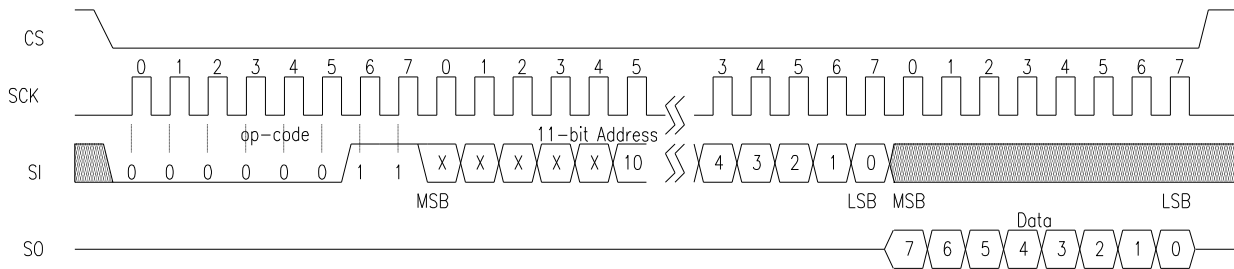 CS
0 1 2 3 4 5 6 7 0 1 2 3 4 5 3 4 5 6 7 0 1 2 3 4 5 6 7
SCK
op-code 11-bit Address
SI 0 0 0 0 0 0 1 1 X X X X X 10 4 3 2 1 0
MSB LSB MSB LSB
Data
SO 7 6 5 4 3 2 1 0